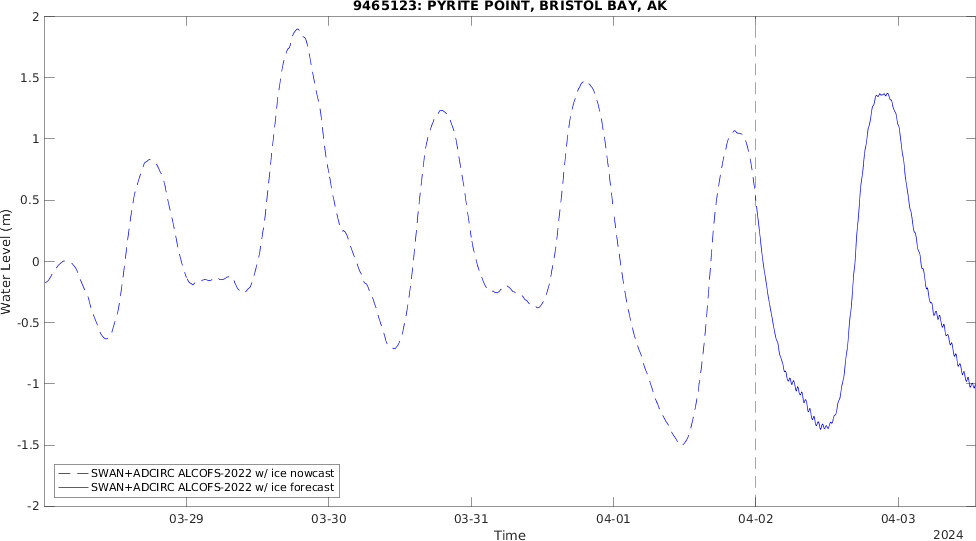 9465123: PYRITE POINT, BRISTOL BAY, AK
2
1.5
1
0.5
0
-0.5
-1
-1.5
-2
Water Level (m)
SWAN+ADCIRC ALCOFS-2022 w/ ice nowcast
SWAN+ADCIRC ALCOFS-2022 w/ ice forecast
03-29 03-30 03-31 04-01 04-02 04-03
Time
2024